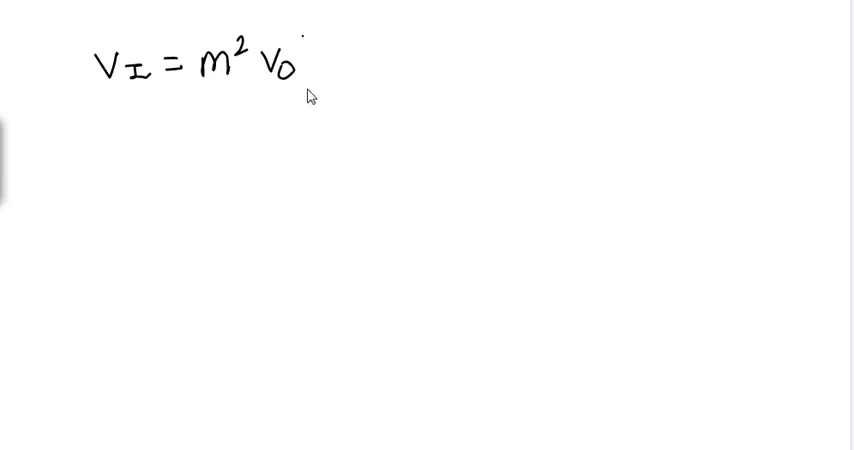 V_I = m² V_O